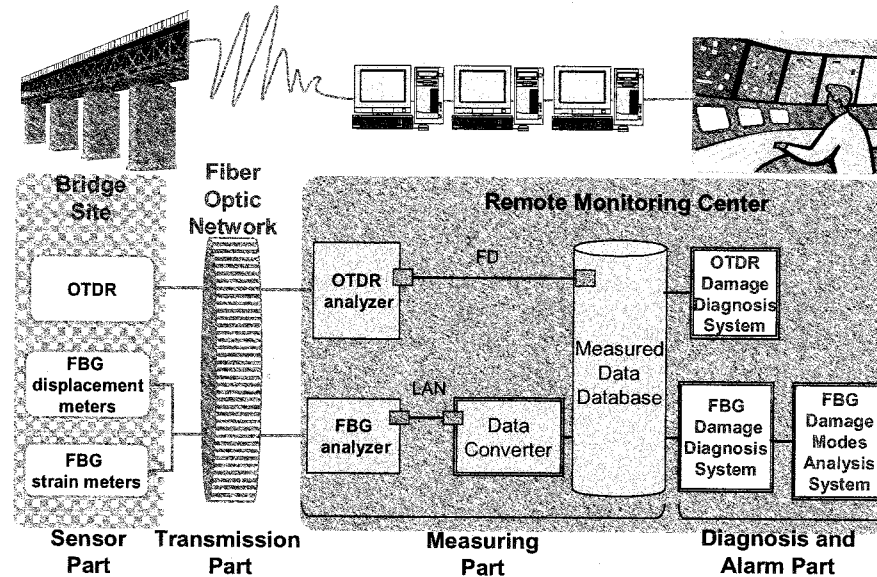 Bridge
Site
Fiber
Optic
Network
Remote Monitoring Center
OTDR
FBG
displacement
meters
FBG
strain meters
OTDR
analyzer
FD
FBG
analyzer
LAN
Data
Converter
Measured
Data
Database
OTDR
Damage
Diagnosis
System
FBG
Damage
Diagnosis
System
FBG
Damage
Modes
Analysis
System
Sensor
Part
Transmission
Part
Measuring
Part
Diagnosis and
Alarm Part